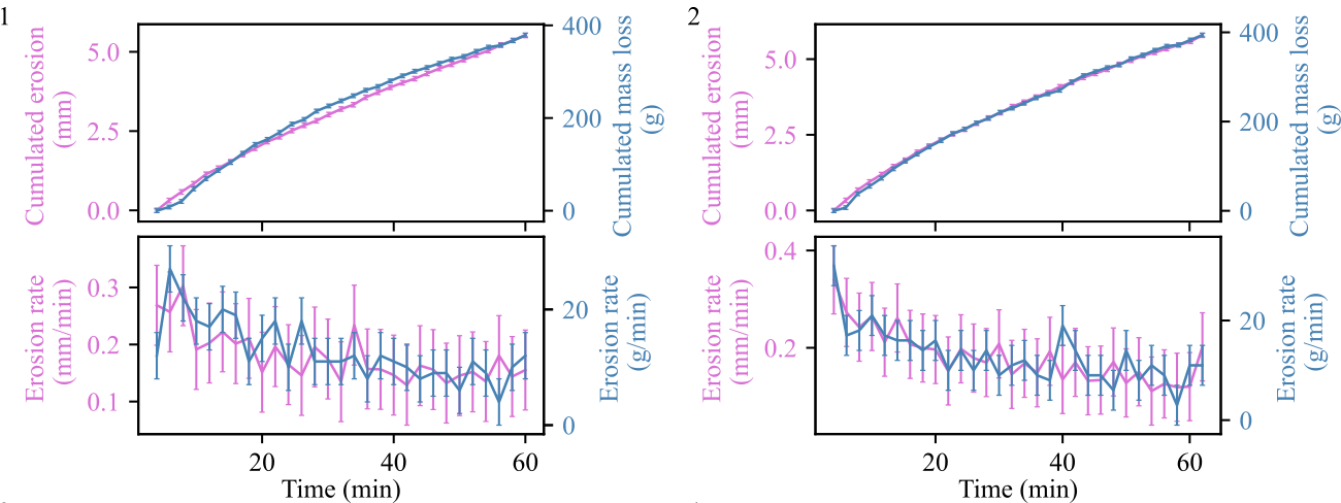 1
Cumulated erosion
(mm)
5.0
2.5
0.0
400
200
0
Cumulated mass loss
(g)
Erosion rate
(mm/min)
0.3
0.2
0.1
20
0
Erosion rate
(g/min)
20
40
60
Time (min)
2
Cumulated erosion
(mm)
5.0
2.5
0.0
400
200
0
Cumulated mass loss
(g)
Erosion rate
(mm/min)
0.4
0.2
20
0
Erosion rate
(g/min)
20
40
60
Time (min)